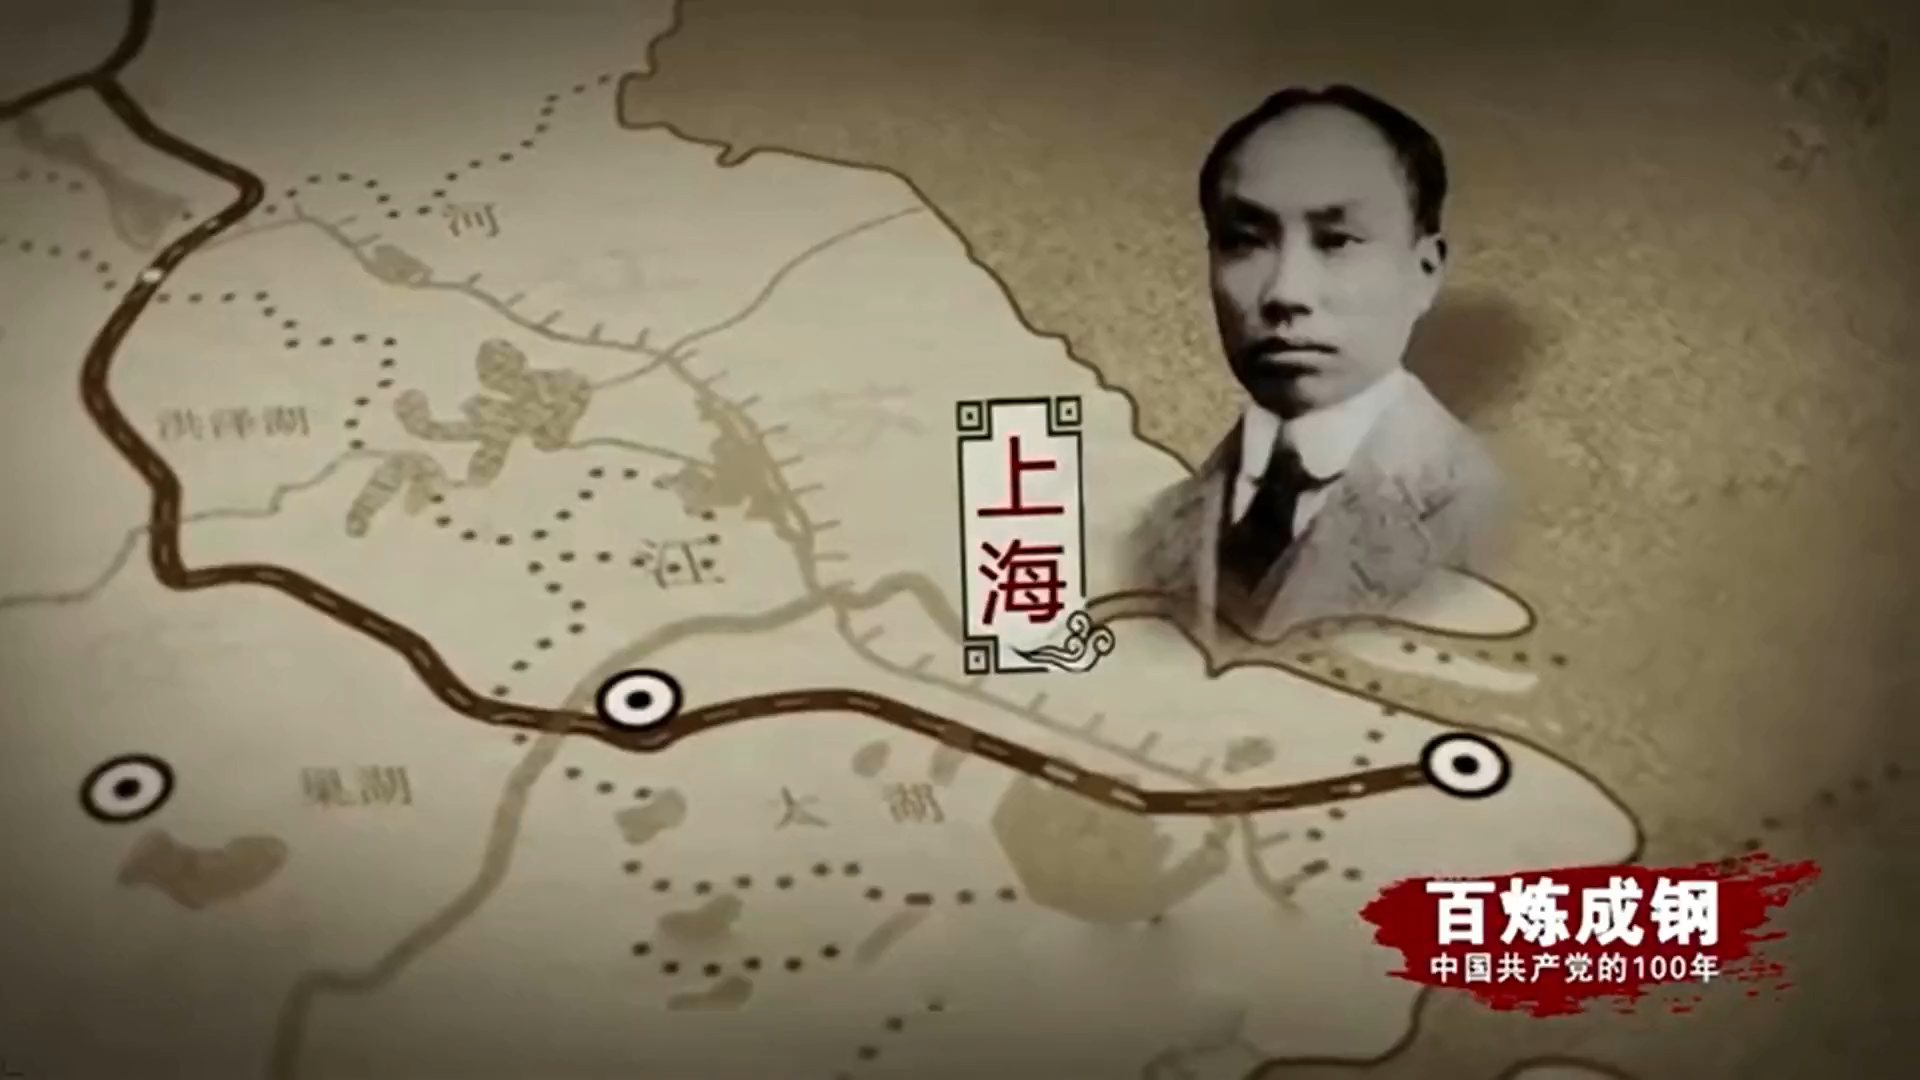 河
洪泽湖
江
苏
上海
巢湖
太湖
百炼成钢
中国共产党的100年